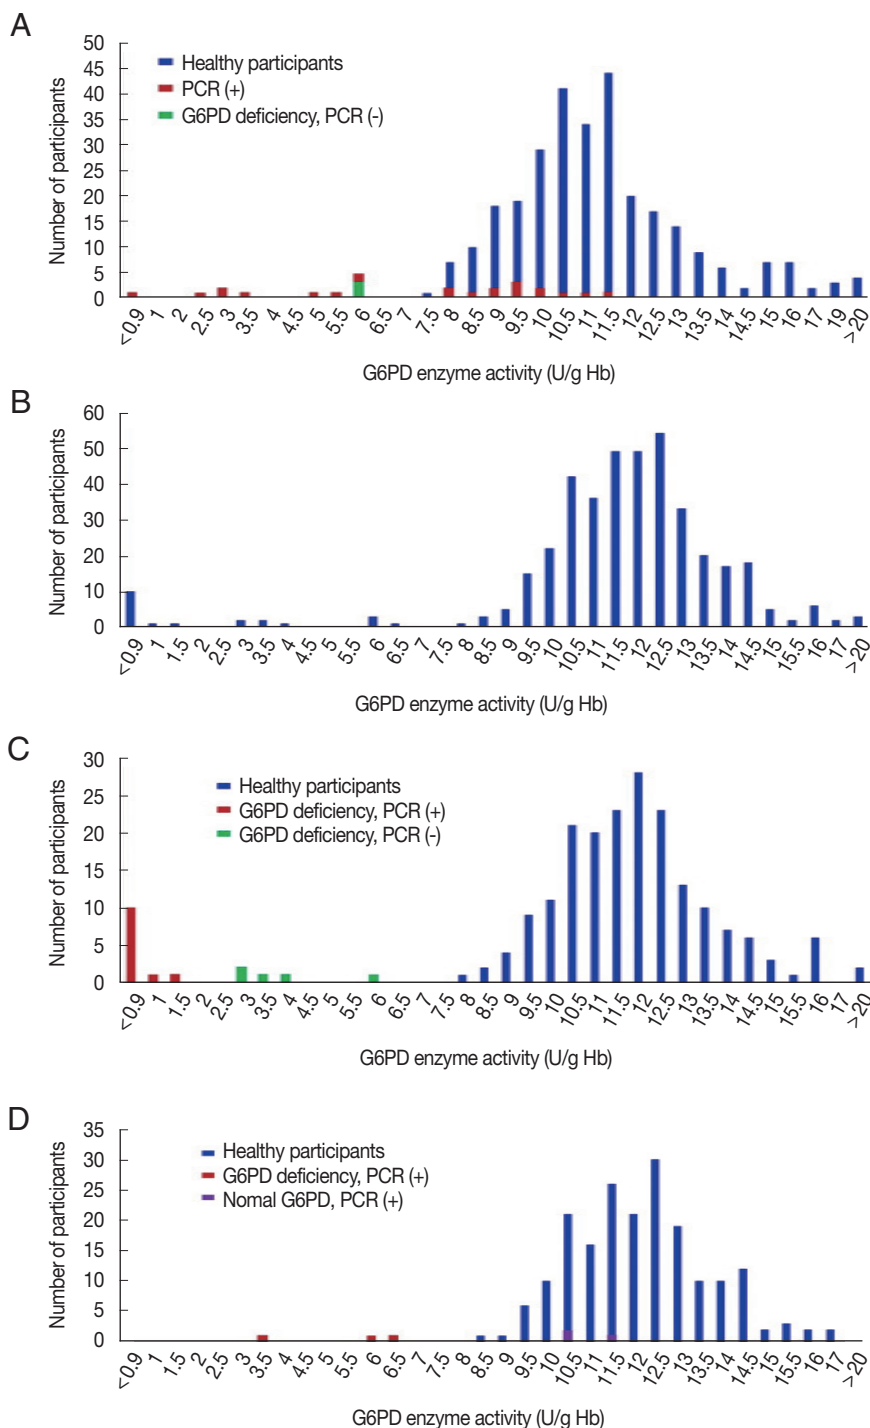 A
50
45
40
35
30
25
20
15
10
5
0
Number of participants
Healthy participants
PCR (+)
G6PD deficiency, PCR (-)
<0.9 1 2 2.5 3 3.5 4 4.5 5 5.5 6 6.5 7 7.5 8 8.5 9 9.5 10 10.5 11 11.5 12 12.5 13 13.5 14 14.5 15 16 17 19 >20
G6PD enzyme activity (U/g Hb)
B
60
50
40
30
20
10
0
Number of participants
<0.9 1 1.5 2 2.5 3 3.5 4 4.5 5 5.5 6 6.5 7 7.5 8 8.5 9 9.5 10 10.5 11 11.5 12 12.5 13 13.5 14 14.5 15 15.5 16 17 >20
G6PD enzyme activity (U/g Hb)
C
30
25
20
15
10
5
0
Number of participants
Healthy participants
G6PD deficiency, PCR (+)
G6PD deficiency, PCR (-)
<0.9 1 1.5 2 2.5 3 3.5 4 4.5 5 5.5 6 6.5 7 7.5 8 8.5 9 9.5 10 10.5 11 11.5 12 12.5 13 13.5 14 14.5 15 15.5 16 17 >20
G6PD enzyme activity (U/g Hb)
D
35
30
25
20
15
10
5
0
Number of participants
Healthy participants
G6PD deficiency, PCR (+)
Nomal G6PD, PCR (+)
<0.9 1 1.5 2 2.5 3 3.5 4 4.5 5 5.5 6 6.5 7 7.5 8 8.5 9 9.5 10 10.5 11 11.5 12 12.5 13 13.5 14 14.5 15 15.5 16 17 >20
G6PD enzyme activity (U/g Hb)